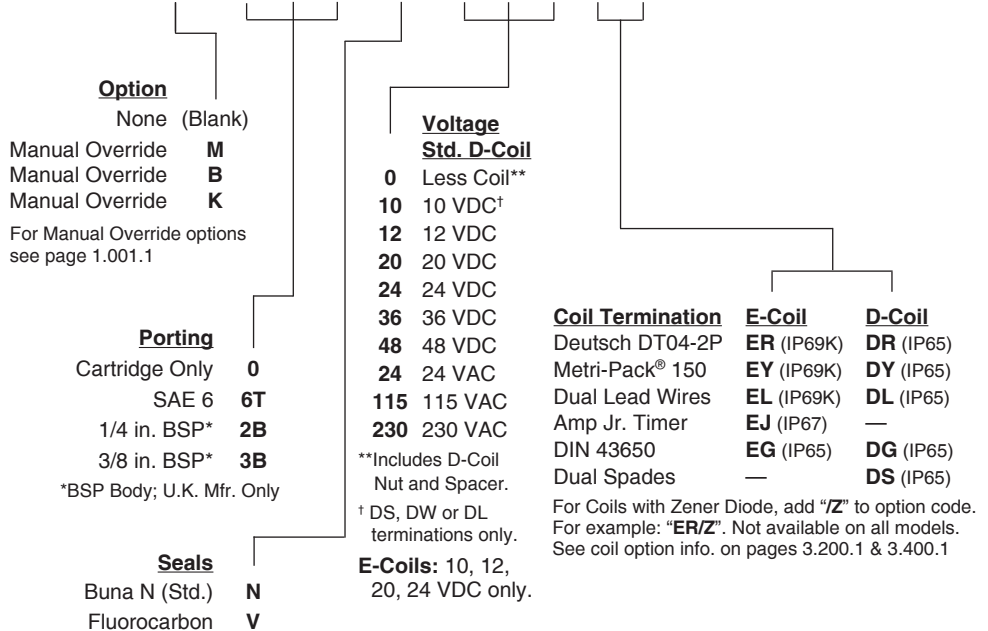 Option
None (Blank)
Manual Override M
Manual Override B
Manual Override K
For Manual Override options
see page 1.001.1
Porting
Cartridge Only 0
SAE 6 6T
1/4 in. BSP* 2B
3/8 in. BSP* 3B
*BSP Body; U.K. Mfr. Only
Seals
Buna N (Std.) N
Fluorocarbon V
Voltage
Std. D-Coil
0 Less Coil**
10 10 VDC†
12 12 VDC
20 20 VDC
24 24 VDC
36 36 VDC
48 48 VDC
24 24 VAC
115 115 VAC
230 230 VAC
**Includes D-Coil
Nut and Spacer.
† DS, DW or DL
terminations only.
E-Coils: 10, 12,
20, 24 VDC only.
Coil Termination E-Coil D-Coil
Deutsch DT04-2P ER (IP69K) DR (IP65)
Metri-Pack® 150 EY (IP69K) DY (IP65)
Dual Lead Wires EL (IP69K) DL (IP65)
Amp Jr. Timer EJ (IP67) —
DIN 43650 EG (IP65) DG (IP65)
Dual Spades — DS (IP65)
For Coils with Zener Diode, add “/Z” to option code.
For example: “ER/Z”. Not available on all models.
See coil option info. on pages 3.200.1 & 3.400.1